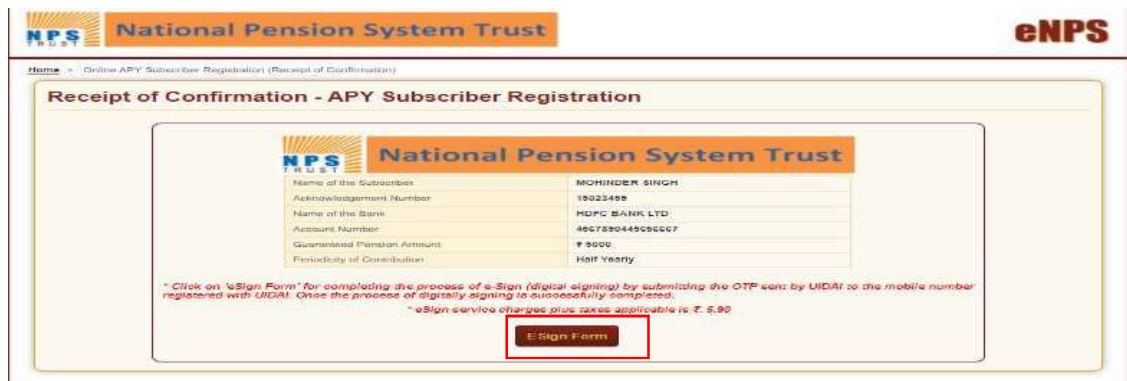 NPS TRUST National Pension System Trust eNPS
Home > Online APY Subscriber Registration (Receipt of Confirmation)
Receipt of Confirmation - APY Subscriber Registration
NPS TRUST National Pension System Trust
Name of the Subscriber MOHINDER SINGH
Acknowledgement Number
Name of the Bank HDFC BANK LTD
Account Number
Guaranteed Pension Amount ₹ 5000
Periodicity of Contribution Half Yearly
* Click on 'eSign Form' for completing the process of e-Sign (digital signing) by submitting the OTP sent by UIDAI to the mobile number
registered with UIDAI. Once the process of digitally signing is successfully completed.
* eSign service charges plus taxes applicable is ₹. 5.90
E Sign Form